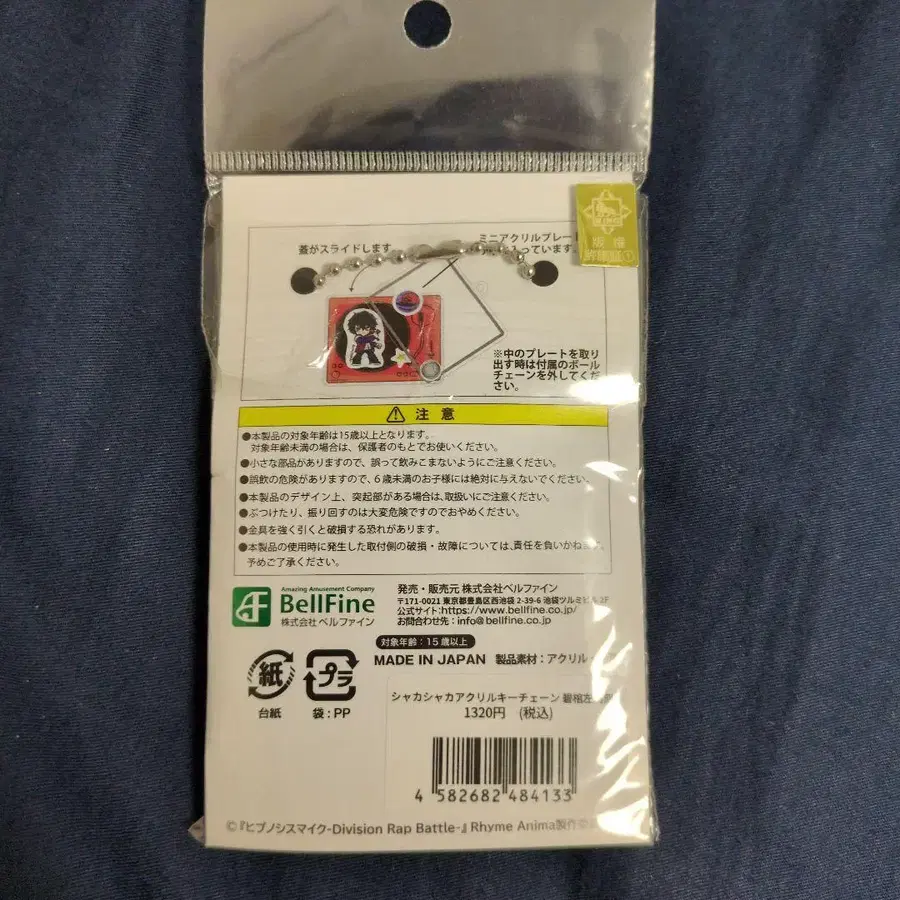 蓋がスライドします
ミニアクリルプレート
入っています。
版権
※中のプレートを取り
出す時は付属のボール
チェーンを外してくだ
さい。
⚠ 注意
●本製品の対象年齢は15歳以上となります。
対象年齢未満の場合は、保護者のもとでお使いください。
●小さな部品がありますので、誤って飲みこまないようにご注意ください。
●誤飲の危険がありますので、6歳未満のお子様には絶対に与えないでください。
●本製品のデザイン上、突起部がある場合は、取扱いにご注意ください。
●ぶつけたり、振り回すのは大変危険ですのでおやめください。
●金具を強く引くと破損する恐れがあります。
●本製品の使用時に発生した取付側の破損・故障については、責任を負いかねます。
予めご了承ください。
Amazing Amusement Company
BellFine
株式会社ベルファイン
発売・販売元 株式会社ベルファイン
〒171-0021 東京都豊島区西池袋 2-39-6 池袋ツルミビル 2F
公式サイト:https://www.bellfine.co.jp/
お問合わせ先:info@bellfine.co.jp
対象年齢:15歳以上
MADE IN JAPAN 製品素材:アクリル
紙
台紙
プラ
袋:PP
シャカシャカアクリルキーチェーン 碧棺左
1320円 (税込)
4 582682 484133
©『ヒプノシスマイク-Division Rap Battle-』Rhyme Anima製作